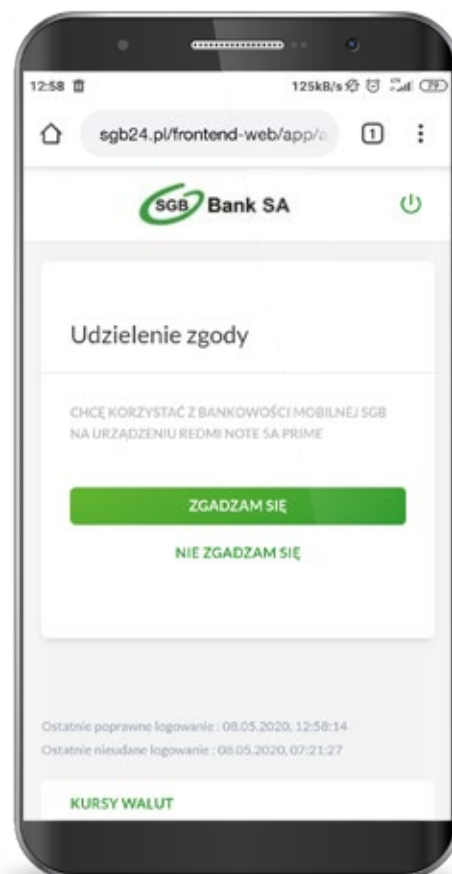 12:58 125kB/s 79
sgb24.pl/frontend-web/app/a 1
SGB Bank SA
Udzielenie zgody
CHCĘ KORZYSTAĆ Z BANKOWOŚCI MOBILNEJ SGB
NA URZĄDZENIU REDMI NOTE 5A PRIME
ZGADZAM SIĘ
NIE ZGADZAM SIĘ
Ostatnie poprawne logowanie : 08.05.2020, 12:58:14
Ostatnie nieudane logowanie : 08.05.2020, 07:21:27
KURSY WALUT